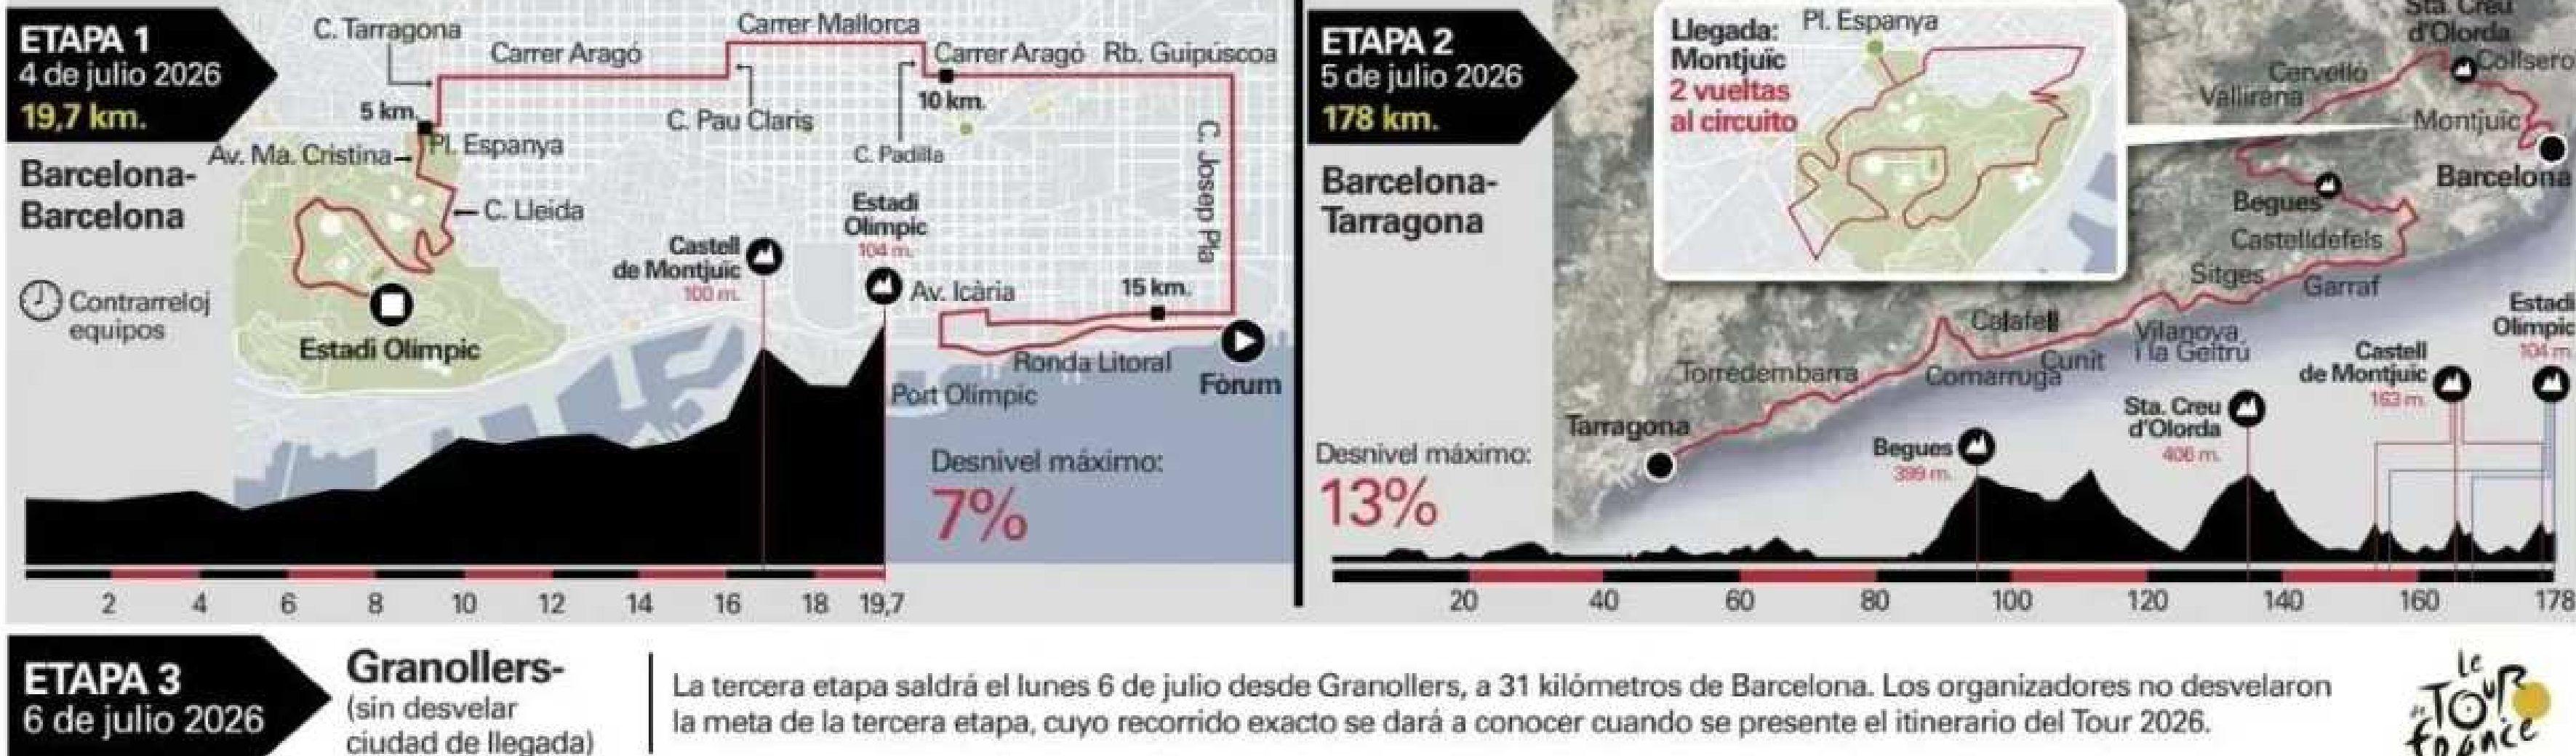 ETAPA 1
4 de julio 2026
19,7 km.
Barcelona-
Barcelona
Contrarreloj
equipos
C. Tarragona
Carrer Aragó
Carrer Mallorca
Carrer Aragó
Rb. Guipúscoa
5 km.
10 km.
C. Pau Claris
Pl. Espanya
Av. Ma. Cristina
C. Padilla
C. Josep Pla
C. Lleida
Estadi Olimpic
Castell
de Montjuïc
100 m.
Estadi
Olimpic
104 m.
Av. Icària
15 km.
Ronda Litoral
Port Olimpic
Fòrum
Desnivel máximo:
7%
2 4 6 8 10 12 14 16 18 19,7
ETAPA 2
5 de julio 2026
178 km.
Barcelona-
Tarragona
Llegada:
Montjuïc
2 vueltas
al circuito
Pl. Espanya
Sta. Creu
d'Olorda
Collsero
Cervelló
Vallirana
Montjuïc
Barcelona
Begues
Castelldefels
Sitges
Garraf
Calafell
Vilanova
i la Geltrú
Cunit
Comarruga
Torredembarra
Tarragona
Desnivel máximo:
13%
Begues
399 m.
Sta. Creu
d'Olorda
406 m.
Castell
de Montjuïc
163 m.
Estadi
Olimpic
104 m
20 40 60 80 100 120 140 160 178
ETAPA 3
6 de julio 2026
Granollers-
(sin desvelar
ciudad de llegada)
La tercera etapa saldrá el lunes 6 de julio desde Granollers, a 31 kilómetros de Barcelona. Los organizadores no desvelaron
la meta de la tercera etapa, cuyo recorrido exacto se dará a conocer cuando se presente el itinerario del Tour 2026.
le
TOUR
de
france